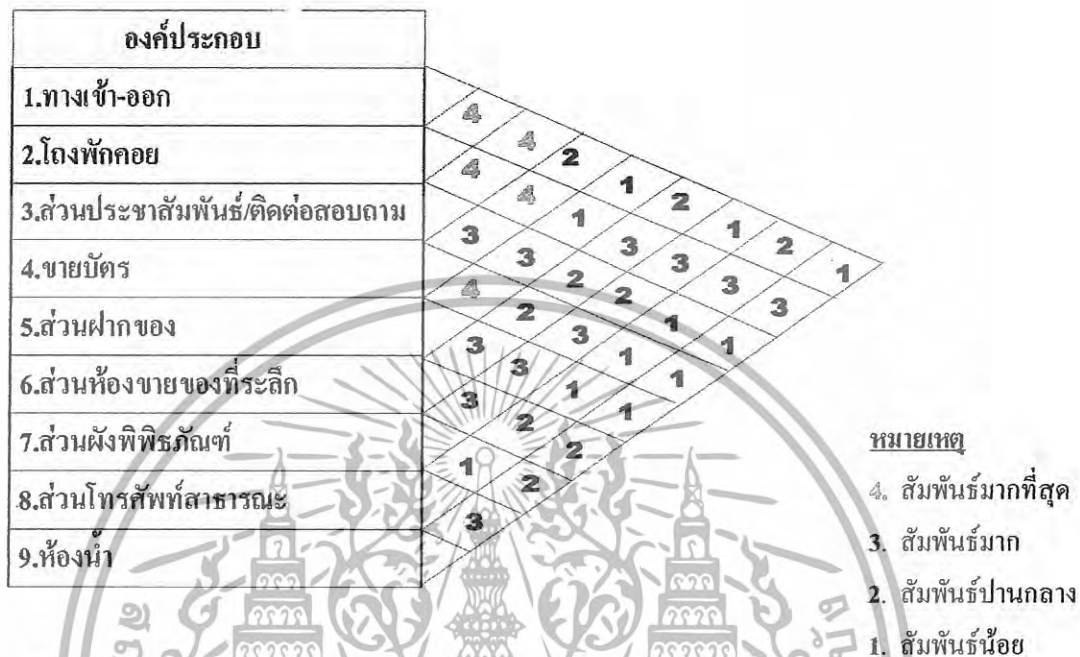 องค์ประกอบ
1.ทางเข้า-ออก
4 4 2 1 2 1 2 1
2.โถงพักคอย
4 4 1 3 3 3 3
3.ส่วนประชาสัมพันธ์/ติดต่อสอบถาม
3 3 2 2 1 1
4.ขายบัตร
4 2 3 1 1
5.ส่วนฝากของ
3 3 1 1
6.ส่วนห้องขายของที่ระลึก
3 2 2
7.ส่วนผังพิพิธภัณฑ์
1 2
8.ส่วนโทรศัพท์สาธารณะ
3
9.ห้องน้ำ
หมายเหตุ
4. สัมพันธ์มากที่สุด
3. สัมพันธ์มาก
2. สัมพันธ์ปานกลาง
1. สัมพันธ์น้อย